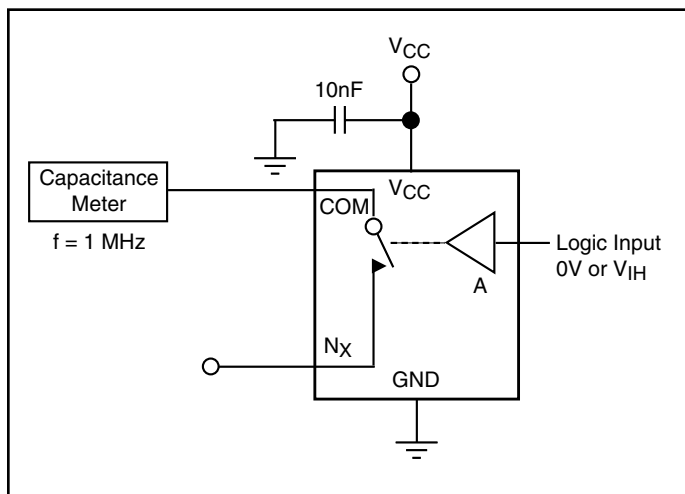 VCC
10nF
Capacitance
Meter
f = 1 MHz
VCC
COM
Logic Input
0V or VIH
A
NX
GND